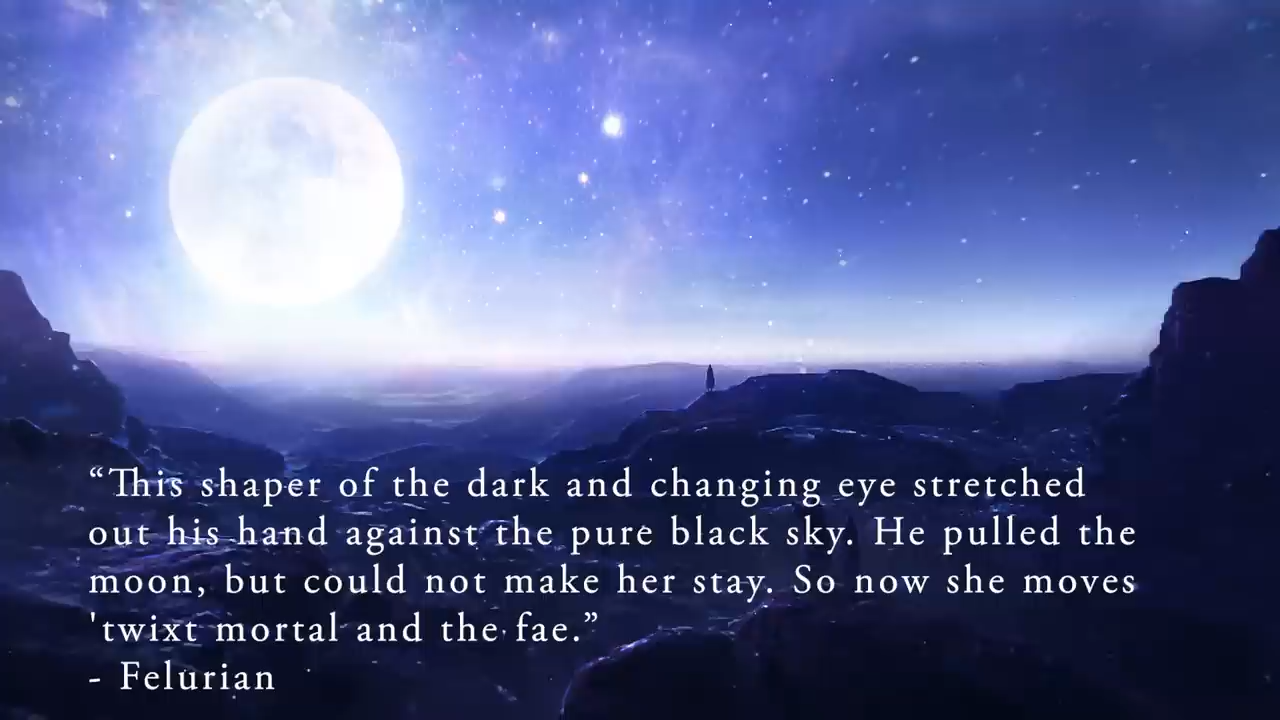 “This shaper of the dark and changing eye stretched
out his hand against the pure black sky. He pulled the
moon, but could not make her stay. So now she moves
'twixt mortal and the fae.”
- Felurian